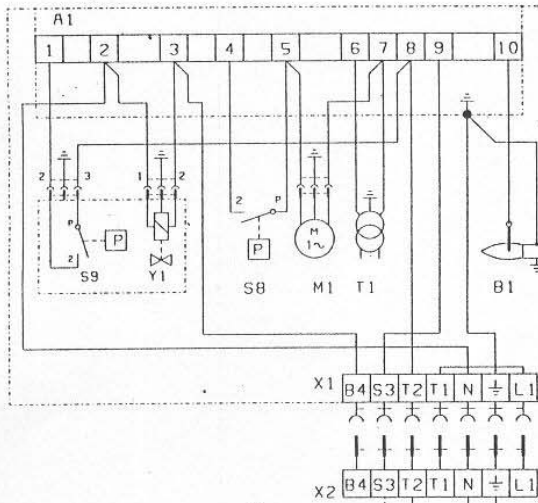 A1
1 2 3 4 5 6 7 8 9 10
2 3 1 2
2 P M
P P 1~
2 P
S9 Y1 S8 M1 T1 B1
X1 B4 S3 T2 T1 N L1
X2 B4 S3 T2 T1 N L1